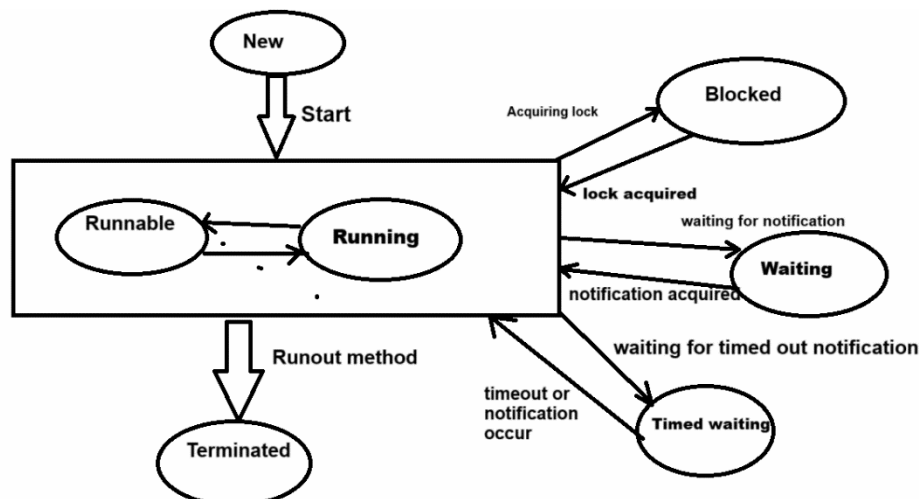 New
Start
Blocked
Acquiring lock
lock acquired
Runnable
Running
waiting for notification
Waiting
notification acquired
Runout method
waiting for timed out notification
timeout or
notification
occur
Timed waiting
Terminated